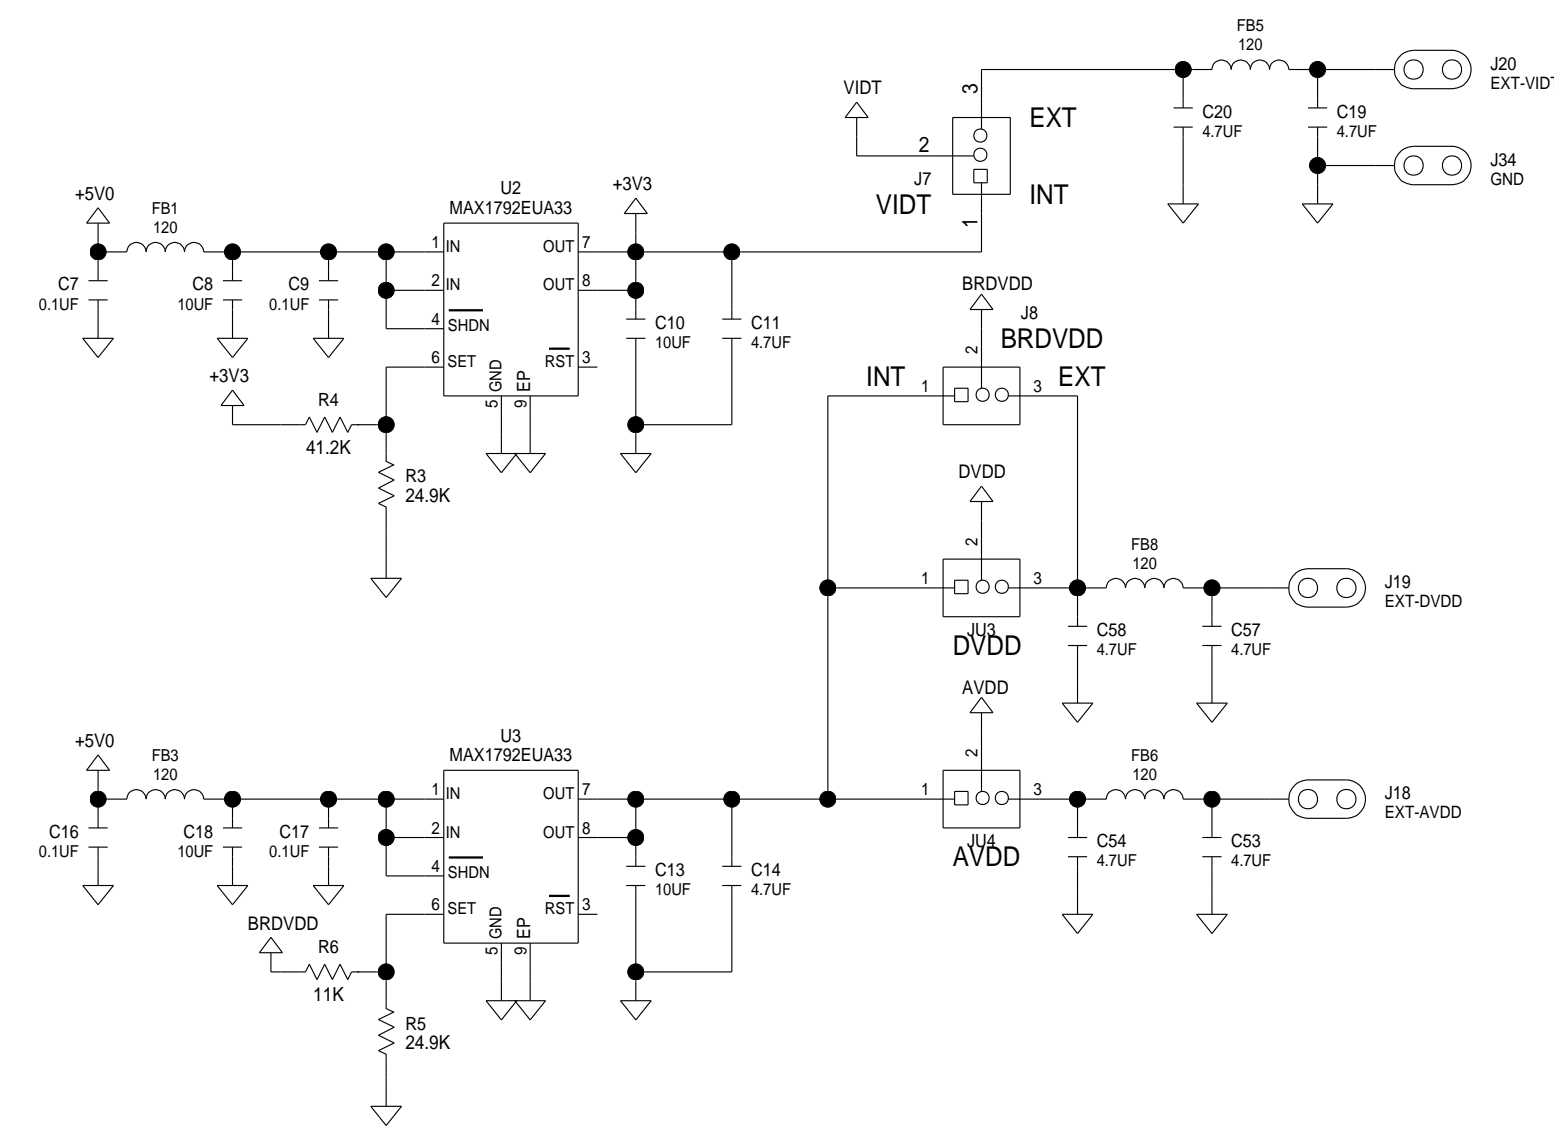 FB5
120
J20
EXT-VIDT
3
EXT
C20
4.7UF
C19
4.7UF
VIDT
2
J7
VIDT
INT
1
J34
GND
+5V0
FB1
120
C7
0.1UF
C8
10UF
C9
0.1UF
U2
MAX1792EUA33
1 IN
2 IN
4 SHDN
6 SET
OUT 7
OUT 8
RST 3
GND
5
EP
9
+3V3
C10
10UF
C11
4.7UF
+3V3
R4
41.2K
R3
24.9K
BRDVDD
J8
BRDVDD
2
INT
1
3
EXT
DVDD
2
1
3
JU3
DVDD
FB8
120
J19
EXT-DVDD
C58
4.7UF
C57
4.7UF
AVDD
2
1
3
JU4
AVDD
FB6
120
J18
EXT-AVDD
C54
4.7UF
C53
4.7UF
+5V0
FB3
120
C16
0.1UF
C18
10UF
C17
0.1UF
U3
MAX1792EUA33
1 IN
2 IN
4 SHDN
6 SET
OUT 7
OUT 8
RST 3
GND
5
EP
9
C13
10UF
C14
4.7UF
BRDVDD
R6
11K
R5
24.9K